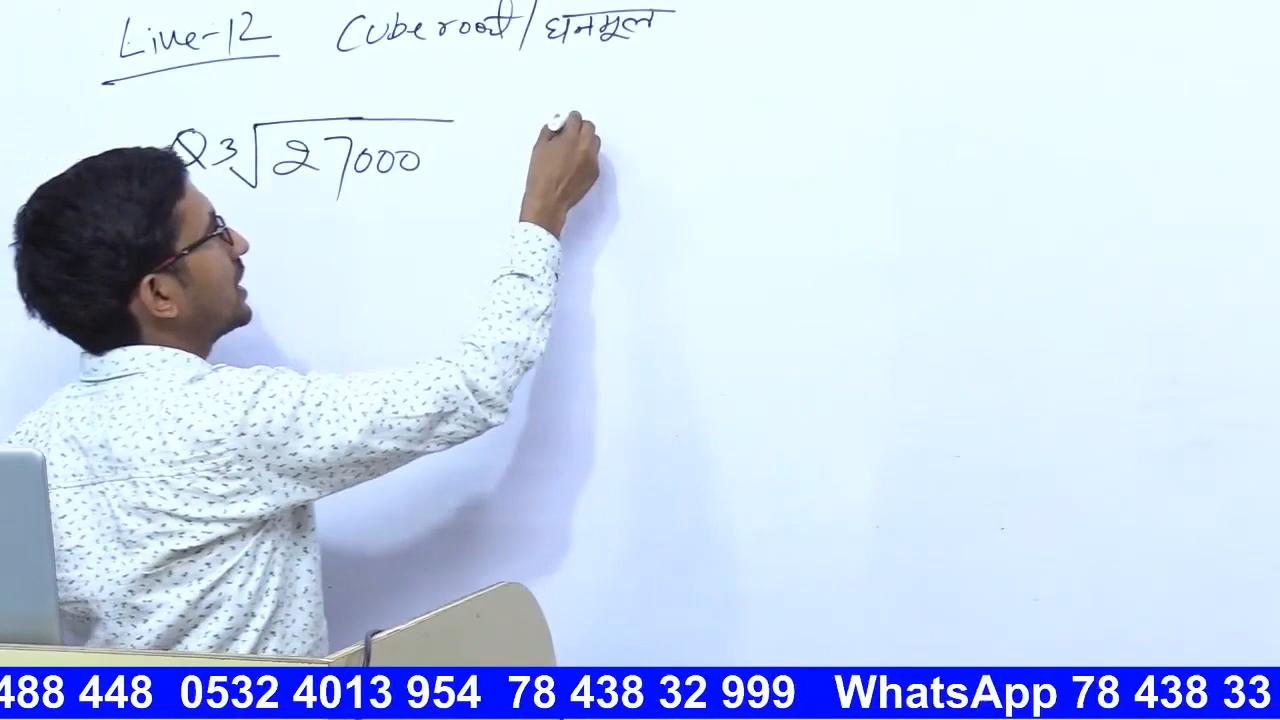 Live-12 Cube root/घनमूल
Q ∛27000
488 448 0532 4013 954 78 438 32 999 WhatsApp 78 438 33